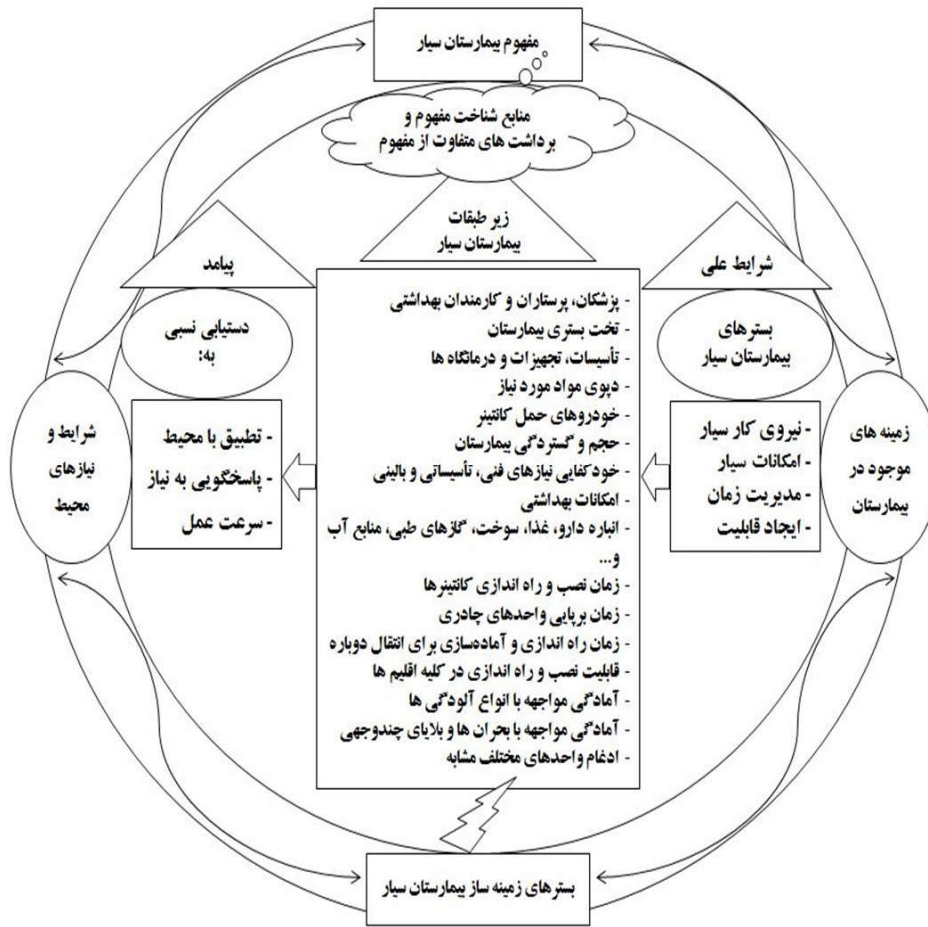 مفهوم بیمارستان سیار
منابع شناخت مفهوم و
برداشت های متفاوت از مفهوم
زیر طبقات
بیمارستان سیار
شرایط علی
بسترهای
بیمارستان سیار
- نیروی کار سیار
- امکانات سیار
- مدیریت زمان
- ایجاد قابلیت
زمینه های
موجود در
بیمارستان
- پزشکان، پرستاران و کارمندان بهداشتی
- تخت بستری بیمارستان
- تأسیسات، تجهیزات و درمانگاه ها
- دپوی مواد مورد نیاز
- خودروهای حمل کانتینر
- حجم و گستردگی بیمارستان
- خودکفایی نیازهای فنی، تأسیساتی و بالینی
- امکانات بهداشتی
- انباره دارو، غذا، سوخت، گازهای طبی، منابع آب
و...
- زمان نصب و راه اندازی کانتینرها
- زمان برپایی واحدهای چادری
- زمان راه اندازی و آماده‌سازی برای انتقال دوباره
- قابلیت نصب و راه اندازی در کلیه اقلیم ها
- آمادگی مواجهه با انواع آلودگی ها
- آمادگی مواجهه با بحران ها و بلایای چندوجهی
- ادغام واحدهای مختلف مشابه
پیامد
دستیابی نسبی
به:
- تطبیق با محیط
- پاسخگویی به نیاز
- سرعت عمل
شرایط و
نیازهای
محیط
بسترهای زمینه ساز بیمارستان سیار